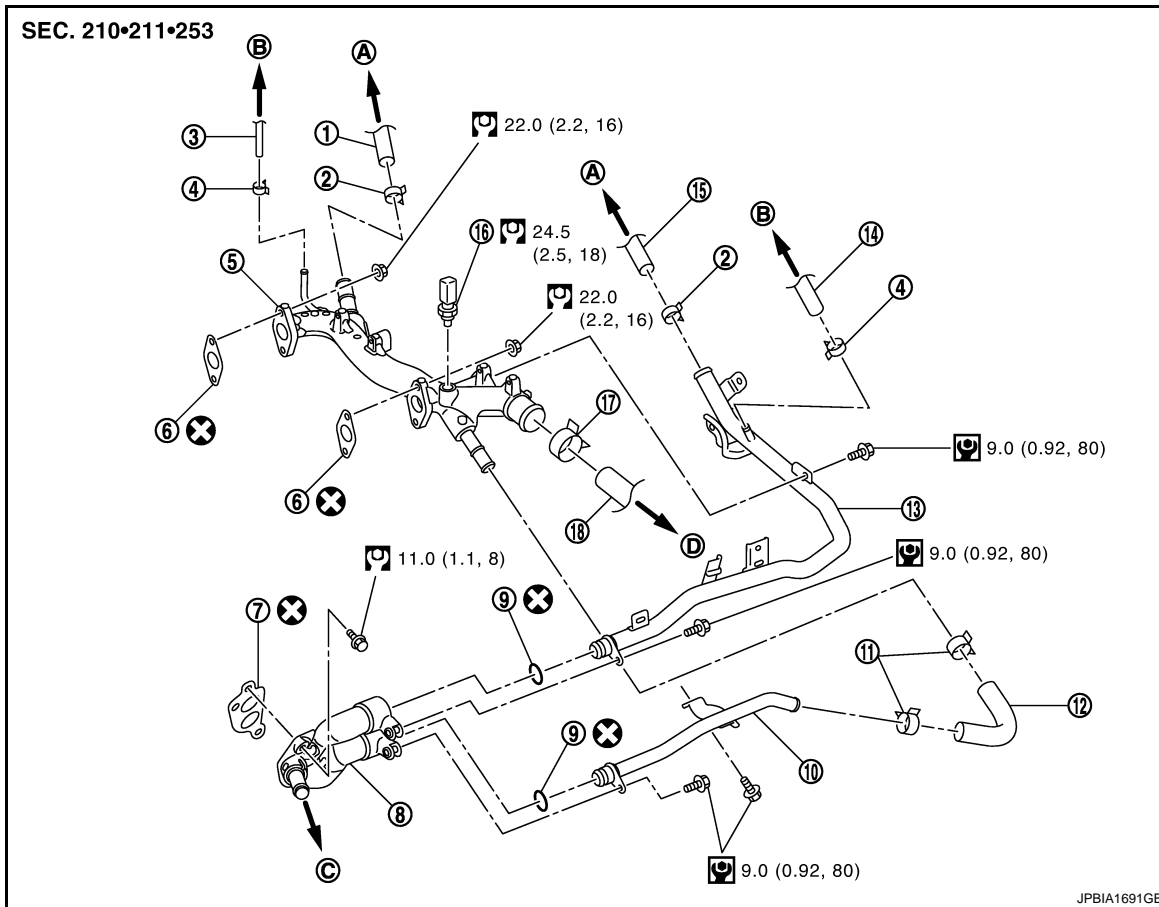 SEC. 210•211•253
B
A
3
1
22.0 (2.2, 16)
4
2
A
15
B
16
24.5
(2.5, 18)
14
5
2
4
22.0
(2.2, 16)
17
6
9.0 (0.92, 80)
6
18
13
D
11.0 (1.1, 8)
9.0 (0.92, 80)
9
7
11
12
9
10
8
C
9.0 (0.92, 80)
JPBIA1691GB